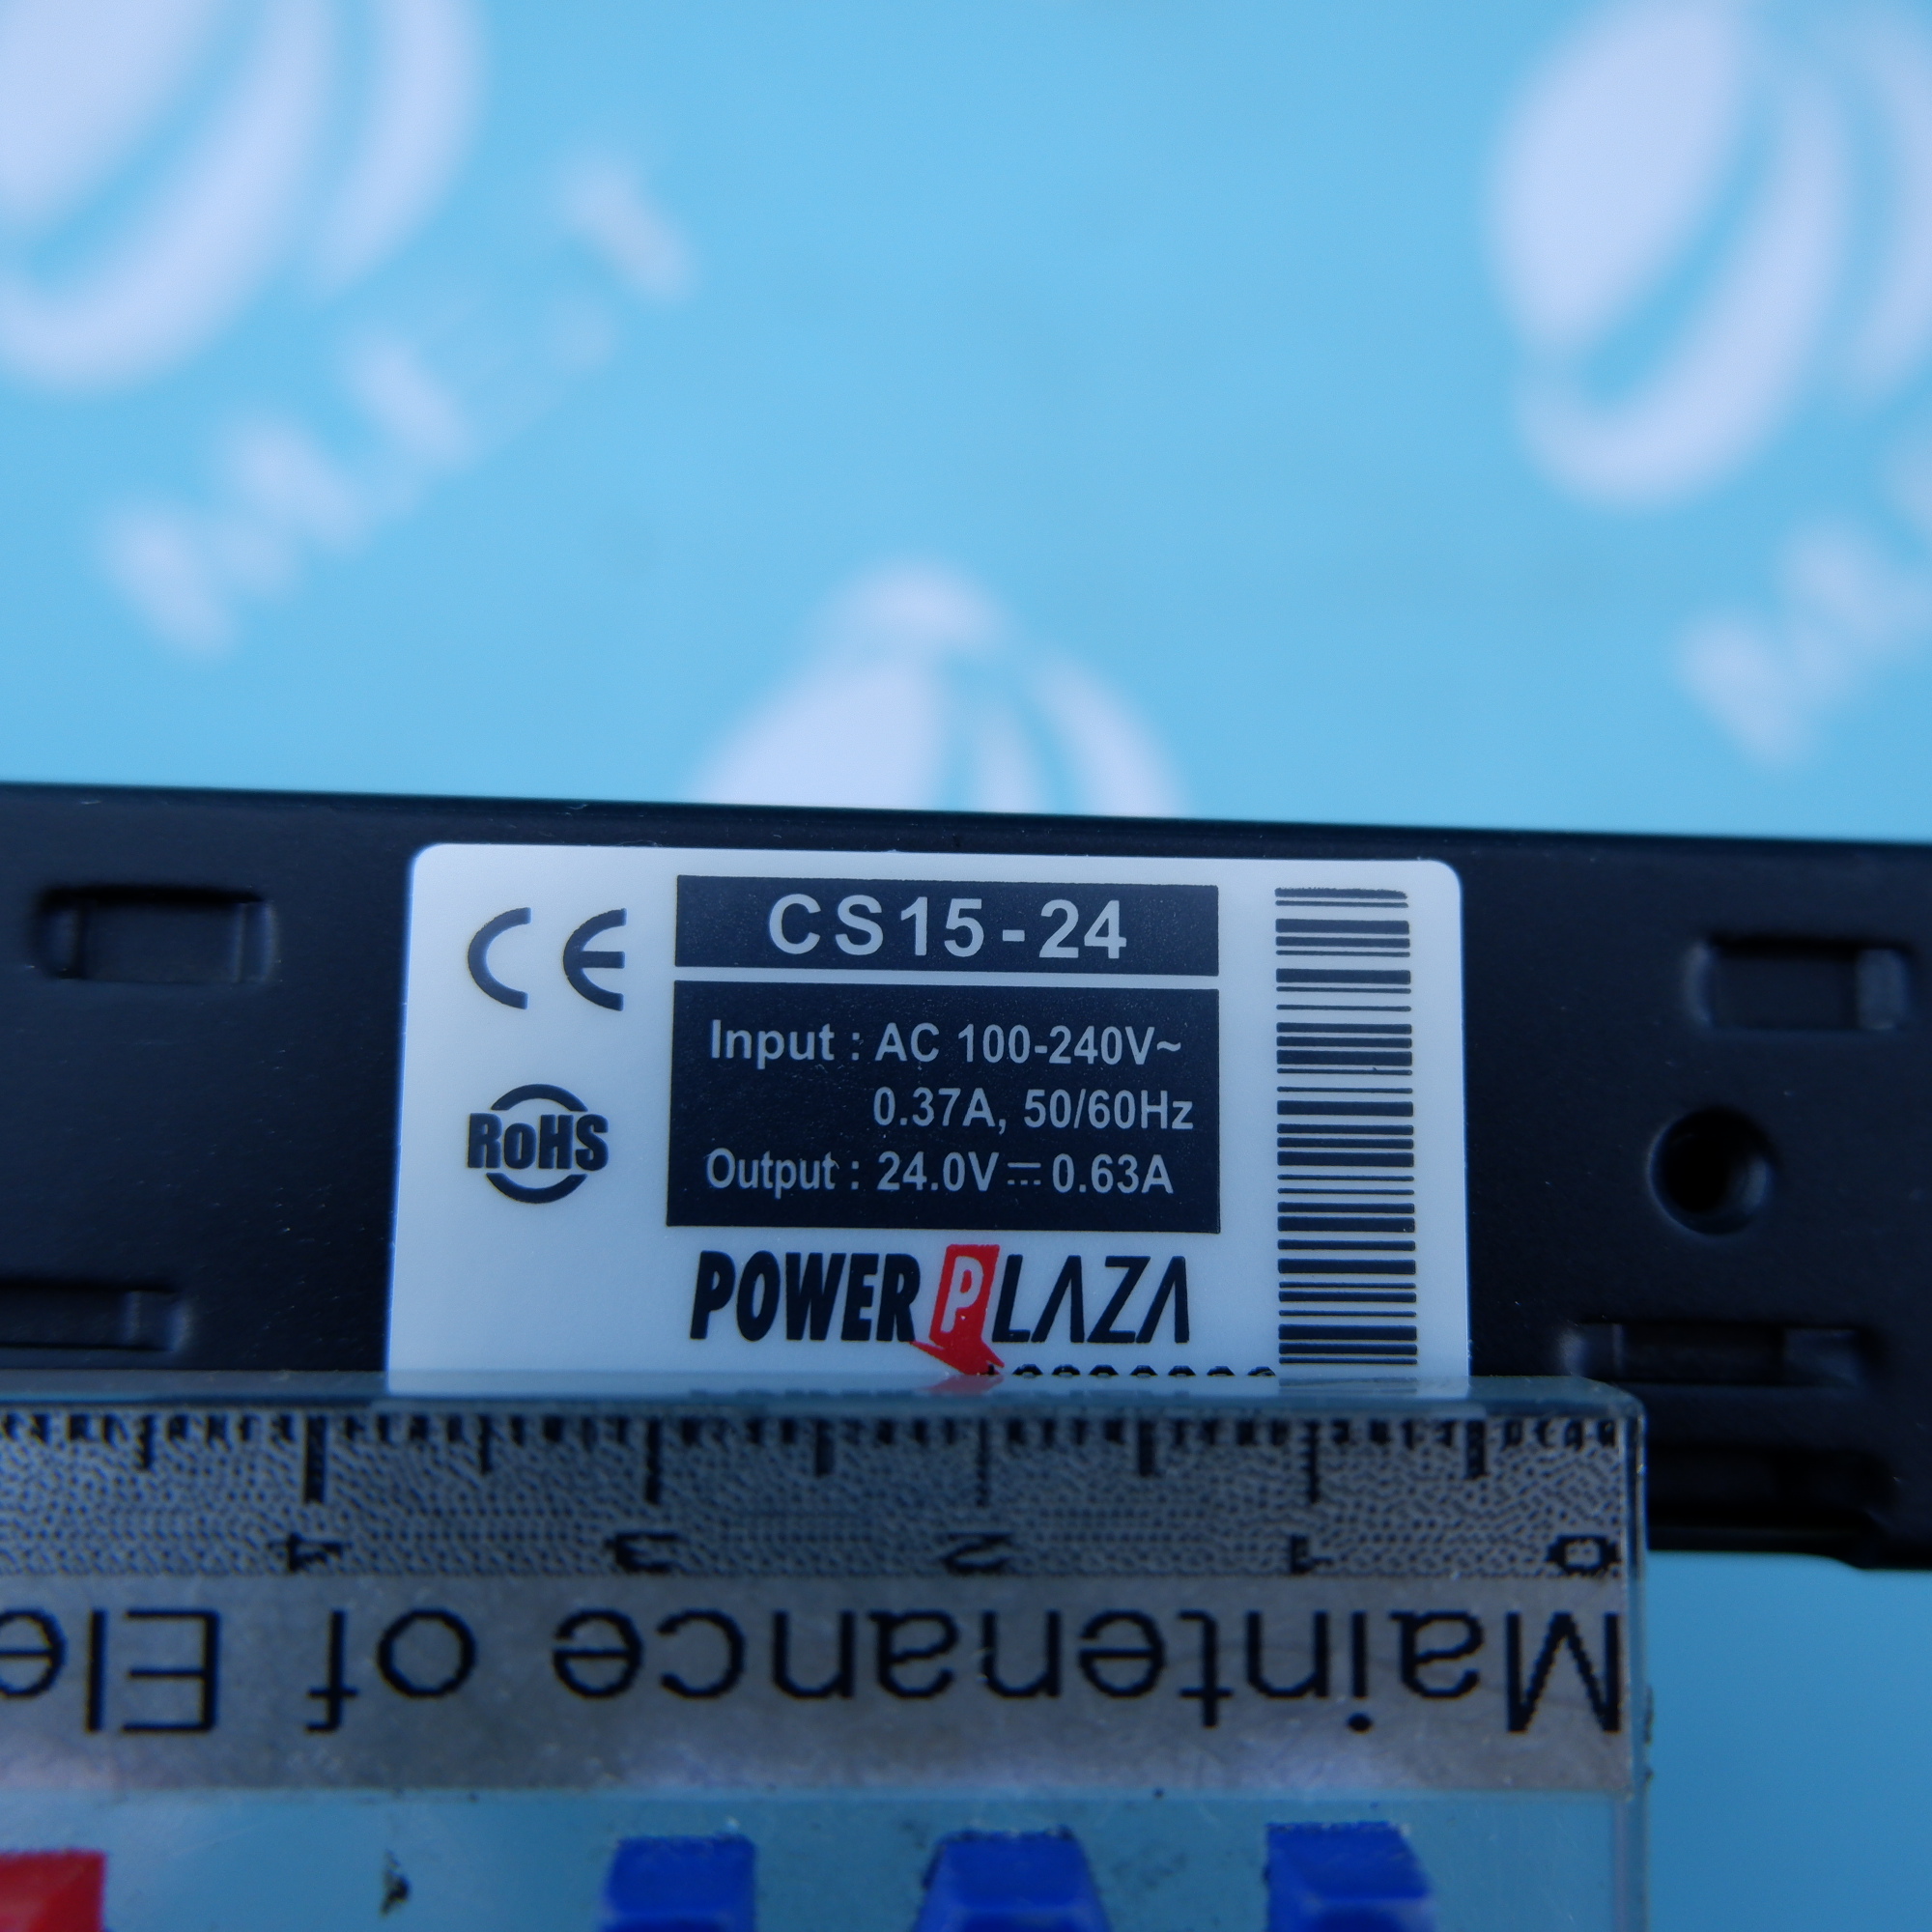 M.E.T
CE
CS15-24
Input : AC 100-240V~
0.37A, 50/60Hz
RoHS
Output : 24.0V⎓0.63A
POWER PLAZA
4 3 2 1 0
Maintenance of Ele